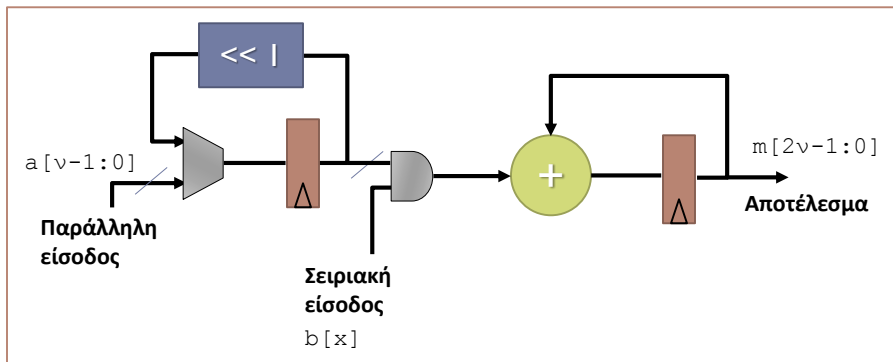 << 1
a[ν-1:0]
Παράλληλη
είσοδος
Σειριακή
είσοδος
b[x]
+
m[2ν-1:0]
Αποτέλεσμα